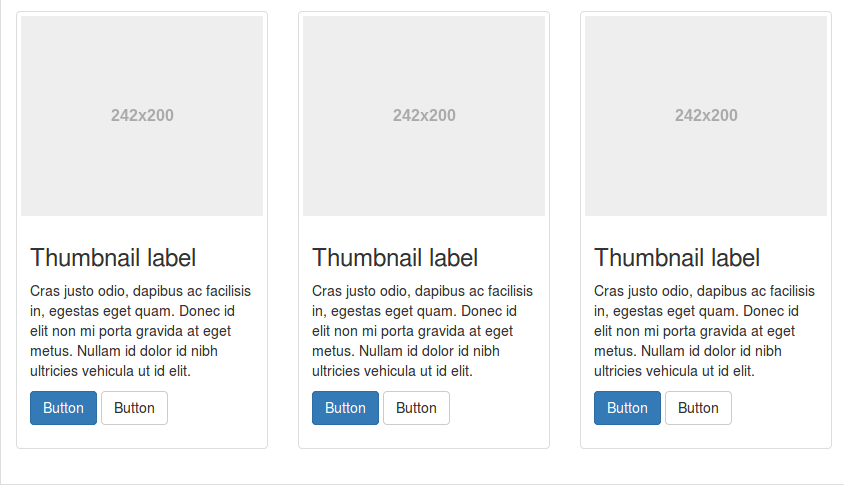 242x200
Thumbnail label
Cras justo odio, dapibus ac facilisis
in, egestas eget quam. Donec id
elit non mi porta gravida at eget
metus. Nullam id dolor id nibh
ultricies vehicula ut id elit.
Button Button
242x200
Thumbnail label
Cras justo odio, dapibus ac facilisis
in, egestas eget quam. Donec id
elit non mi porta gravida at eget
metus. Nullam id dolor id nibh
ultricies vehicula ut id elit.
Button Button
242x200
Thumbnail label
Cras justo odio, dapibus ac facilisis
in, egestas eget quam. Donec id
elit non mi porta gravida at eget
metus. Nullam id dolor id nibh
ultricies vehicula ut id elit.
Button Button